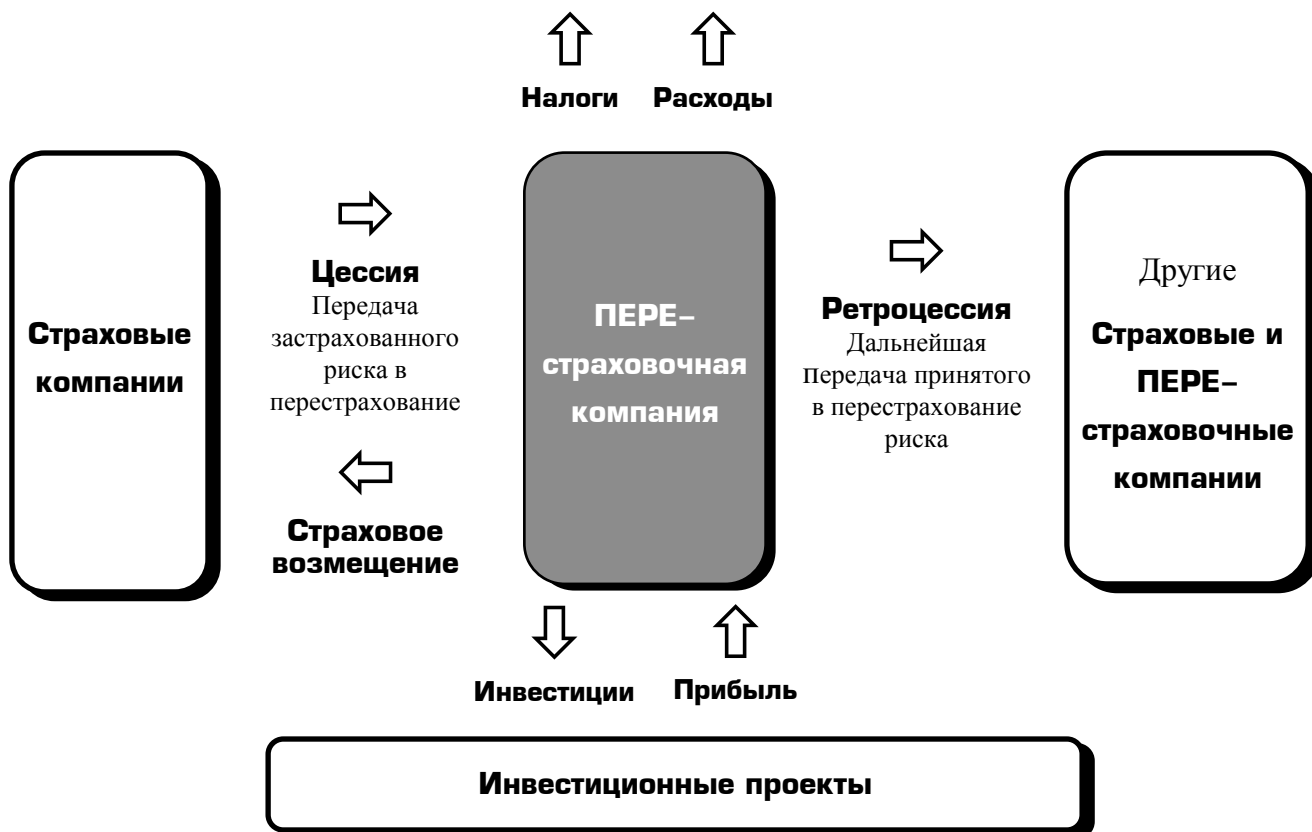 Налоги
Расходы
Страховые
компании
Цессия
Передача
застрахованного
риска в
перестрахование
Страховое
возмещение
ПЕРЕ–
страховочная
компания
Ретроцессия
Дальнейшая
передача принятого
в перестрахование
риска
Другие
Страховые и
ПЕРЕ–
страховочные
компании
Инвестиции
Прибыль
Инвестиционные проекты